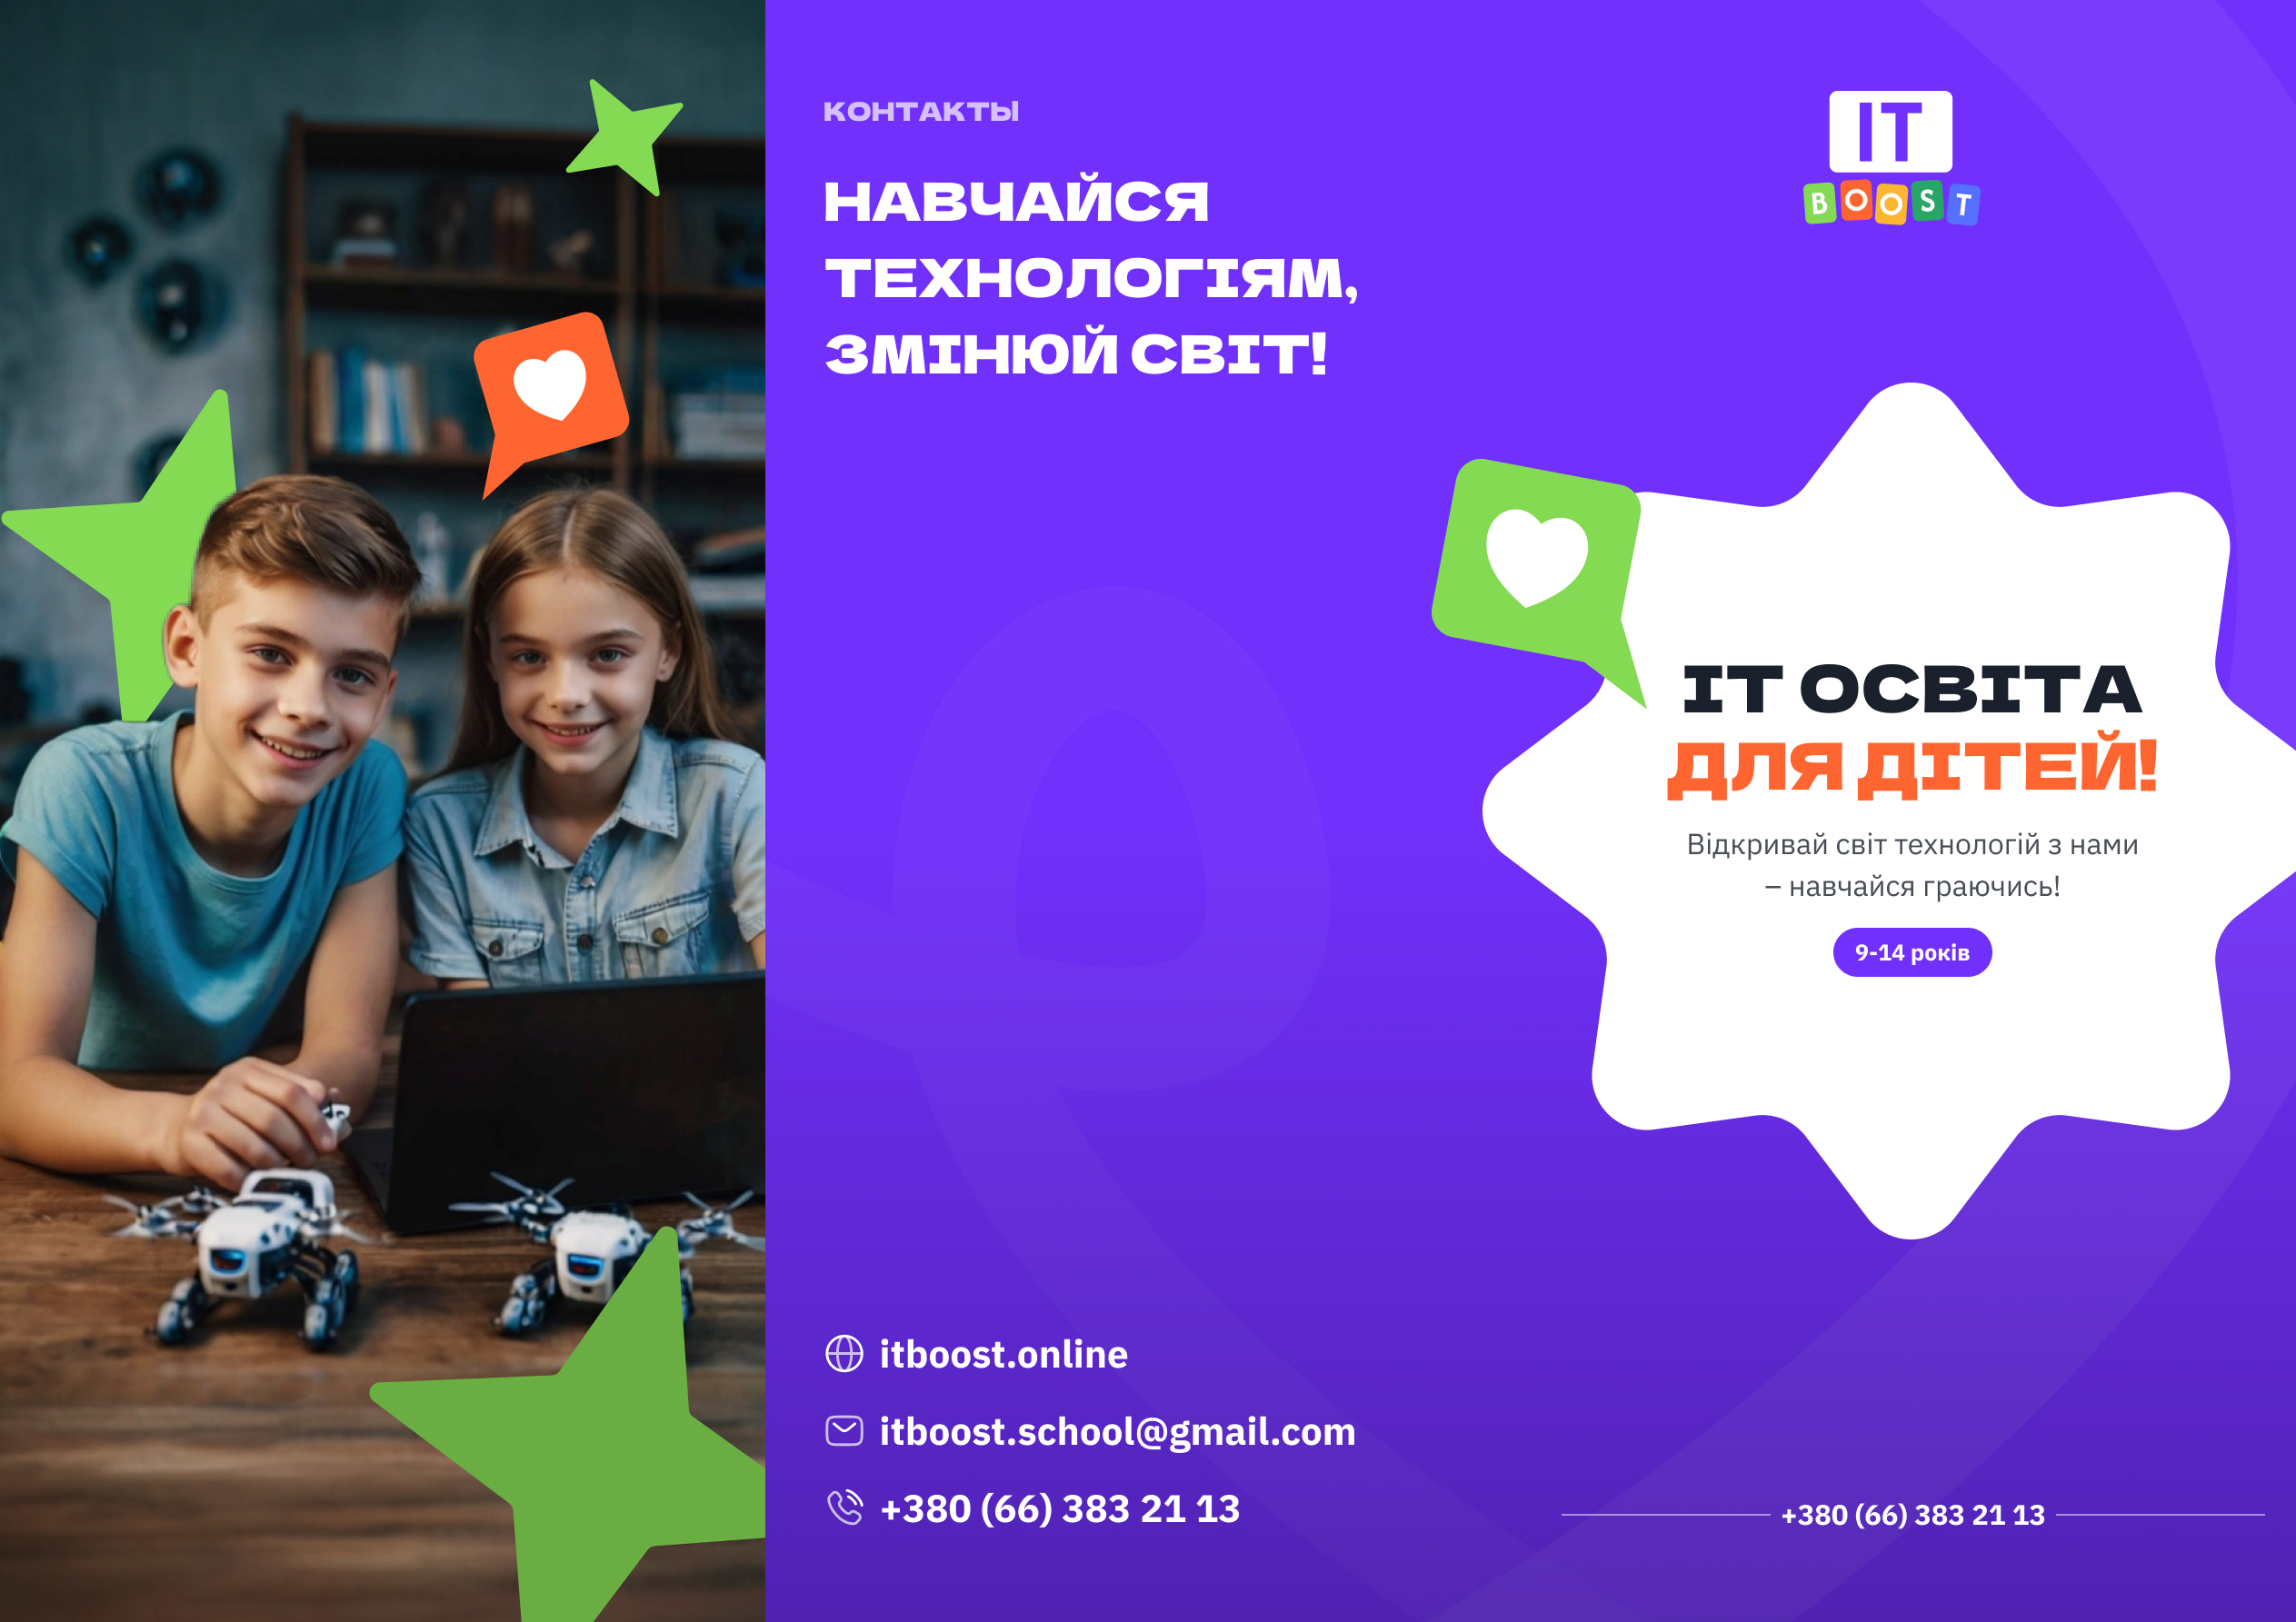 КОНТАКТЫ
НАВЧАЙСЯ
ТЕХНОЛОГІЯМ,
ЗМІНЮЙ СВІТ!
itboost.online
itboost.school@gmail.com
+380 (66) 383 21 13
IT
BOOST
ІТ ОСВІТА
ДЛЯ ДІТЕЙ!
Відкривай світ технологій з нами
– навчайся граючись!
9-14 років
+380 (66) 383 21 13